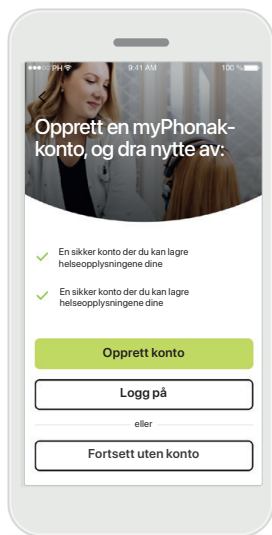 PH 9:41 AM 100 %
Opprett en myPhonak-
konto, og dra nytte av:
En sikker konto der du kan lagre
helseopplysningene dine
En sikker konto der du kan lagre
helseopplysningene dine
Opprett konto
Logg på
eller
Fortsett uten konto